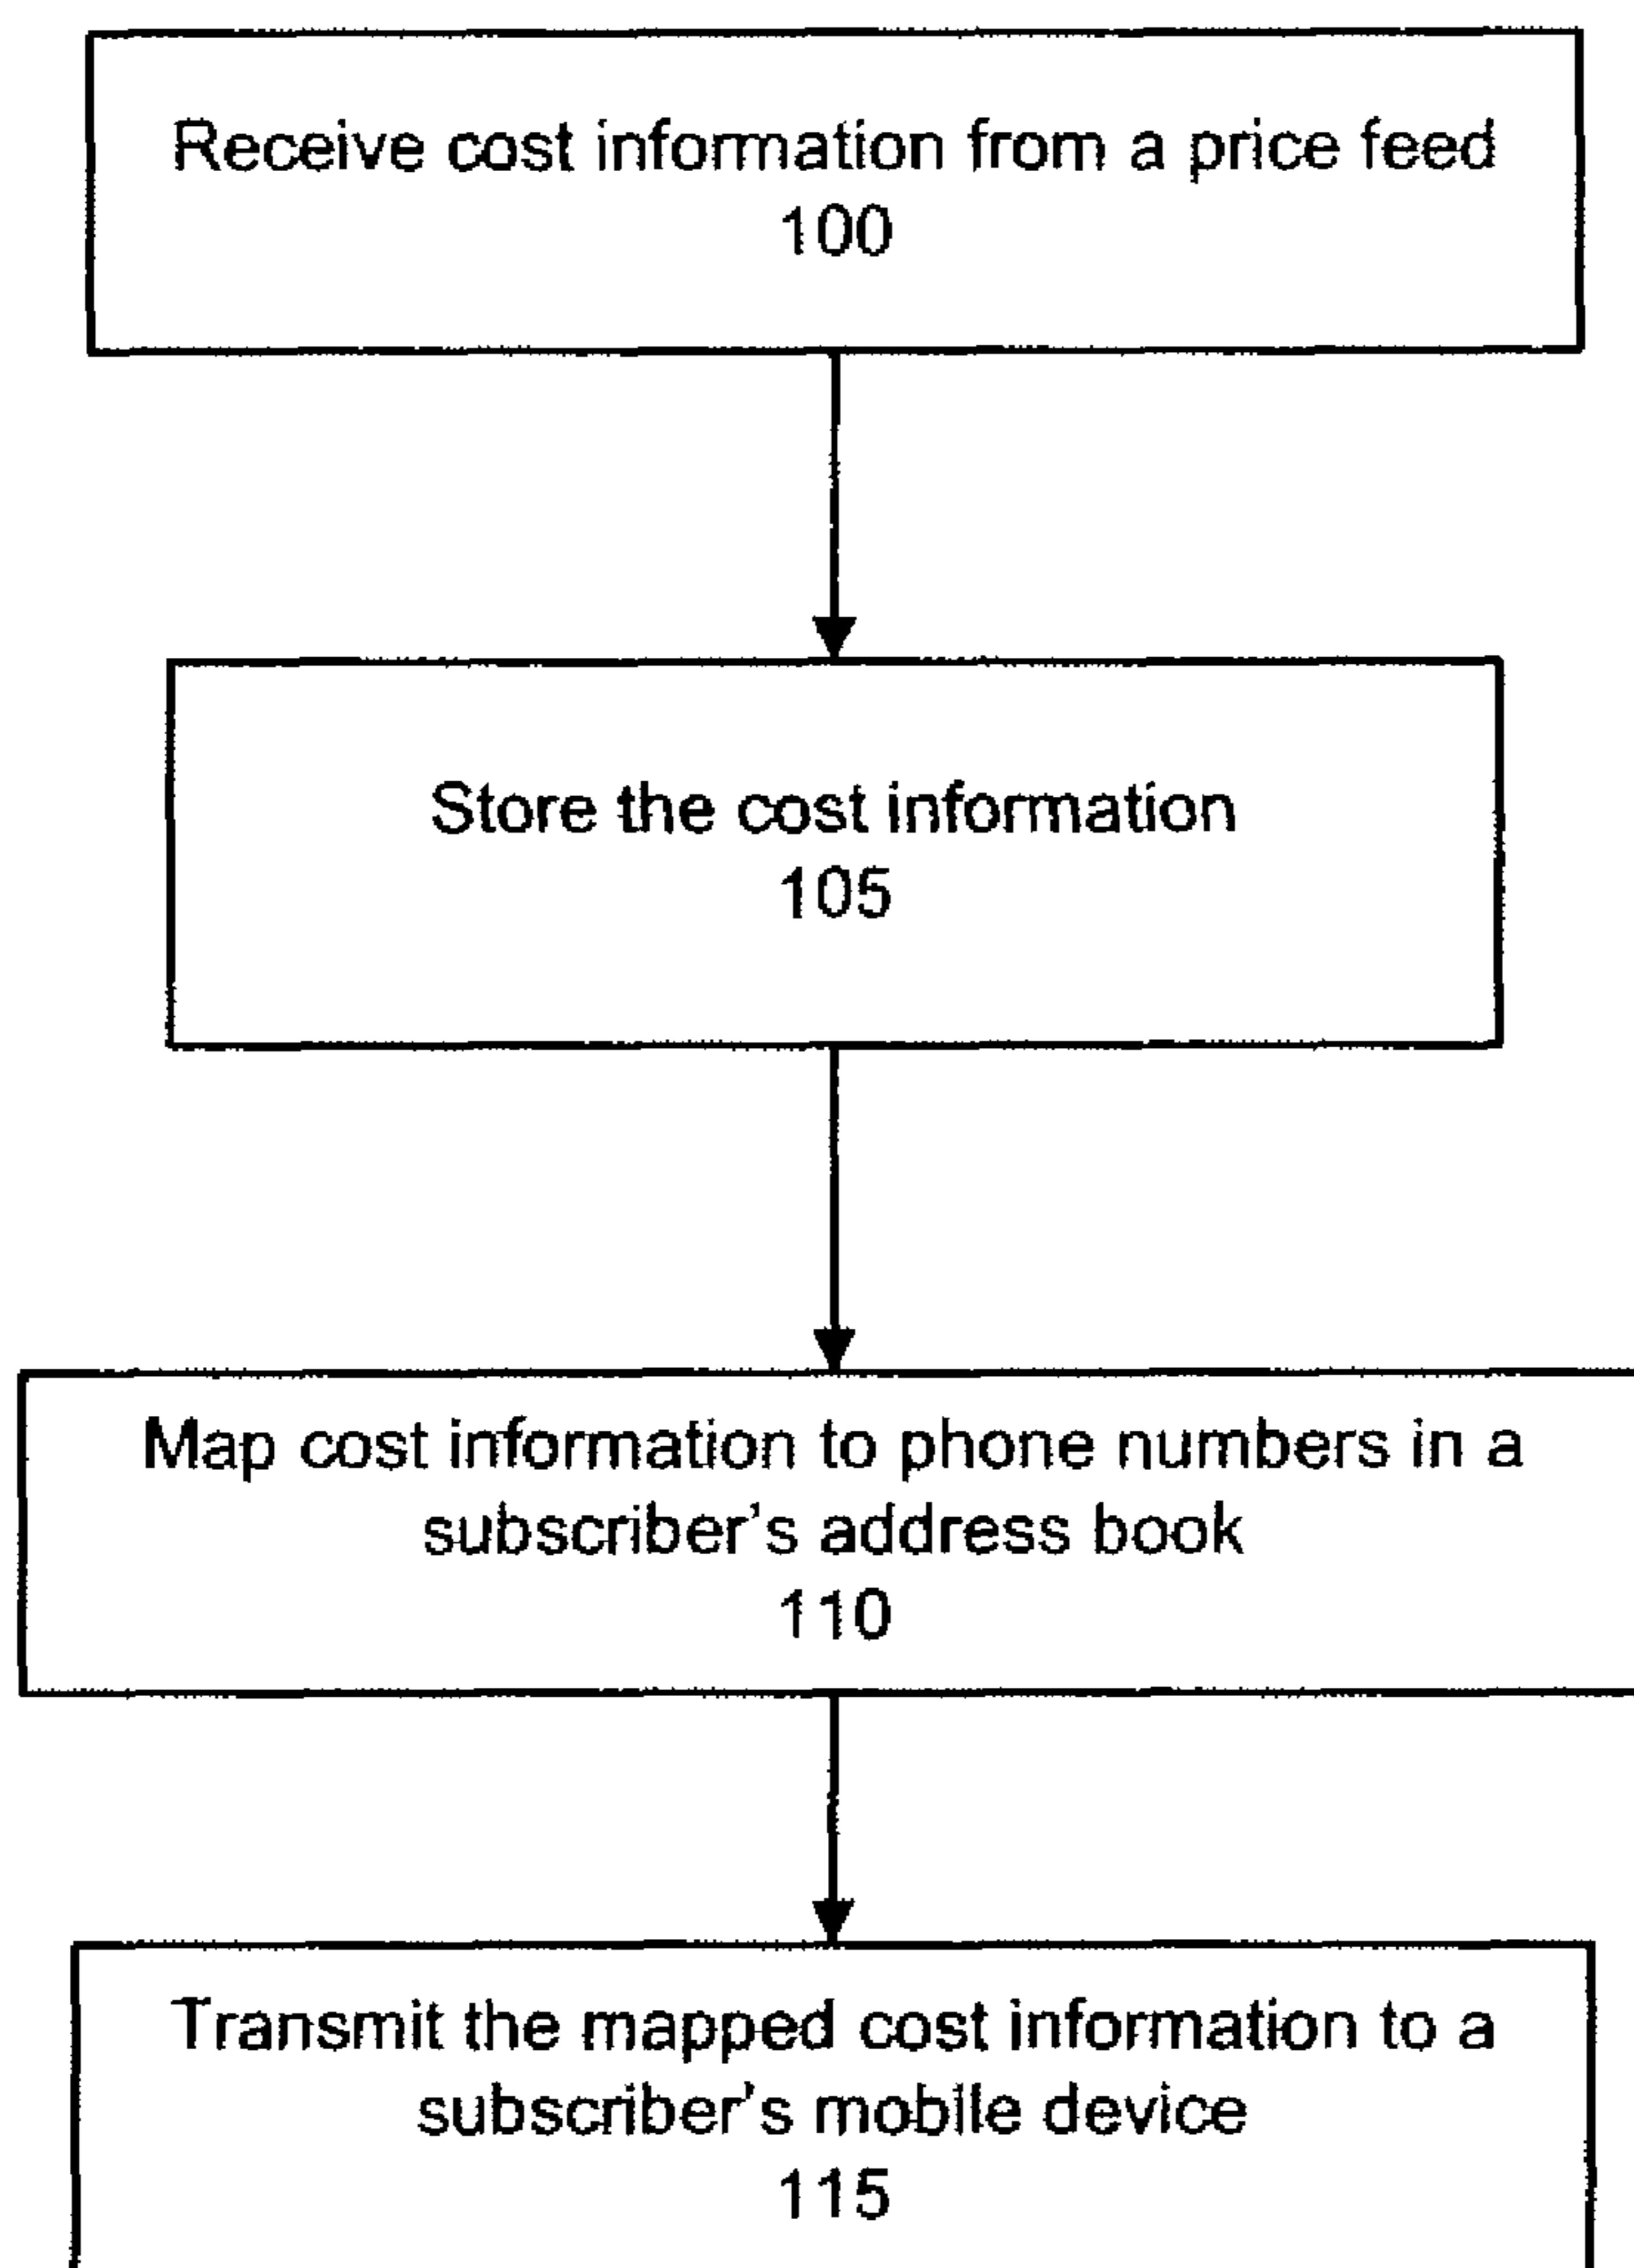 Receive cost information from a price feed
100
Store the cost information
105
Map cost information to phone numbers in a
subscriber's address book
110
Transmit the mapped cost information to a
subscriber's mobile device
115